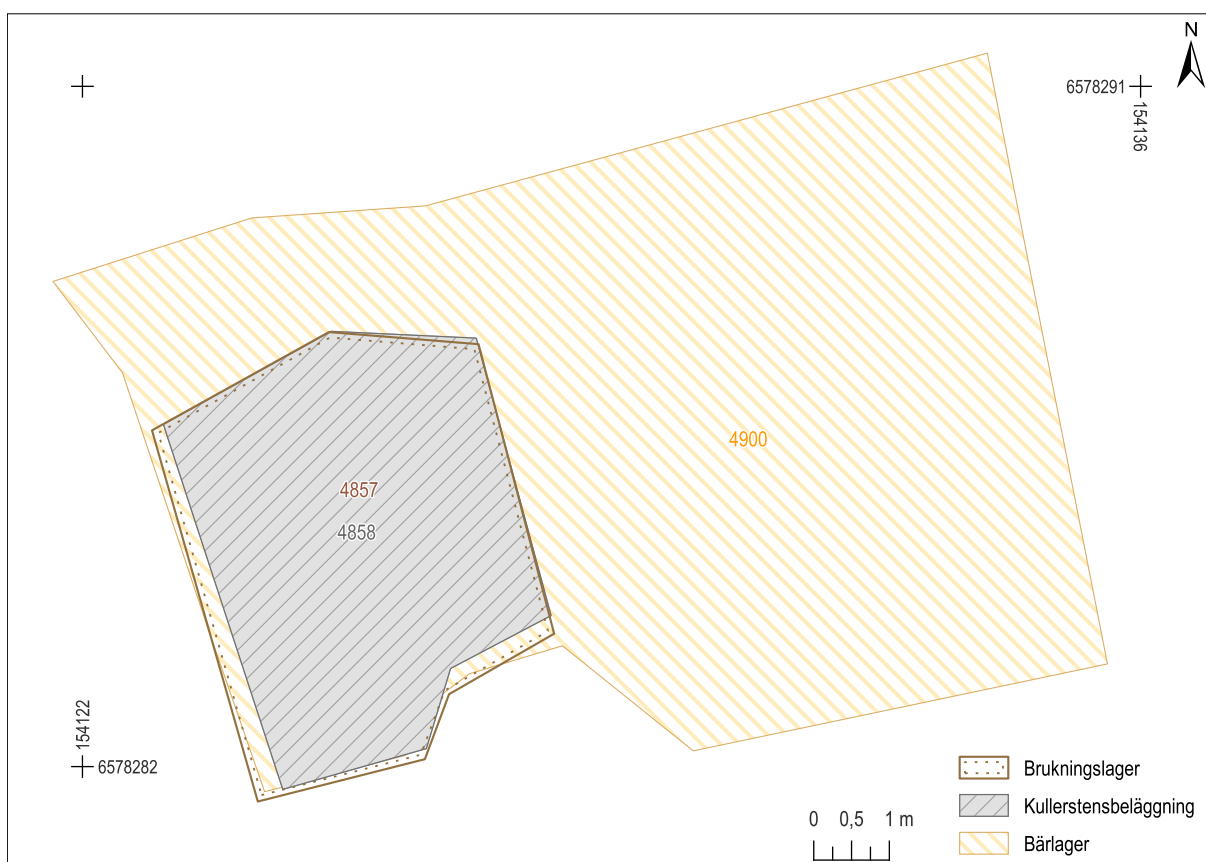 N
6578291
154136
4900
4857
4858
154122
6578282
0 0,5 1 m
Brukningslager
Kullerstensbeläggning
Bärlager